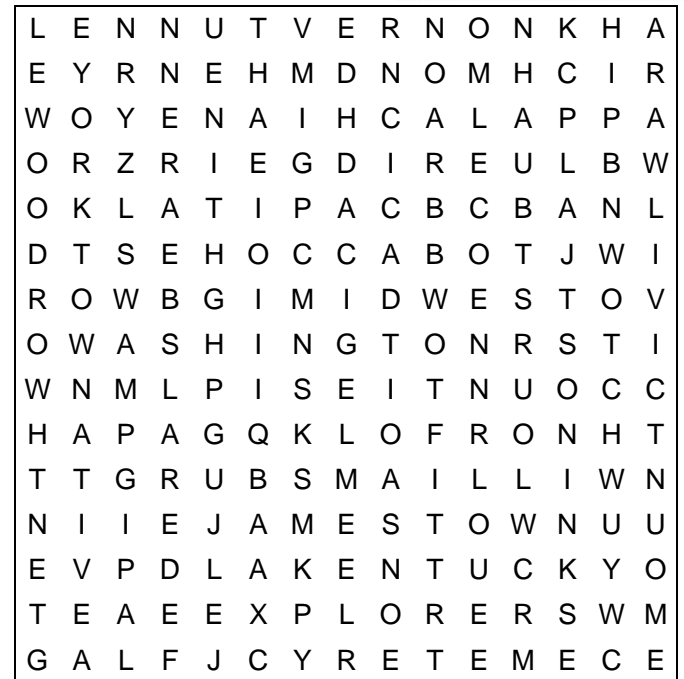 L E N N U T V E R N O N K H A
E Y R N E H M D N O M H C I R
W O Y E N A I H C A L A P P A
O R Z R I E G D I R E U L B W
O K L A T I P A C B C B A N L
D T S E H O C C A B O T J W I
R O W B G I M I D W E S T O V
O W A S H I N G T O N R S T I
W N M L P I S E I T N U O C C
H A P A G Q K L O F R O N H T
T T G R U B S M A I L L I W N
N I I E J A M E S T O W N U U
E V P D L A K E N T U C K Y O
T E A E E X P L O R E R S W M
G A L F J C Y R E T E M E C E